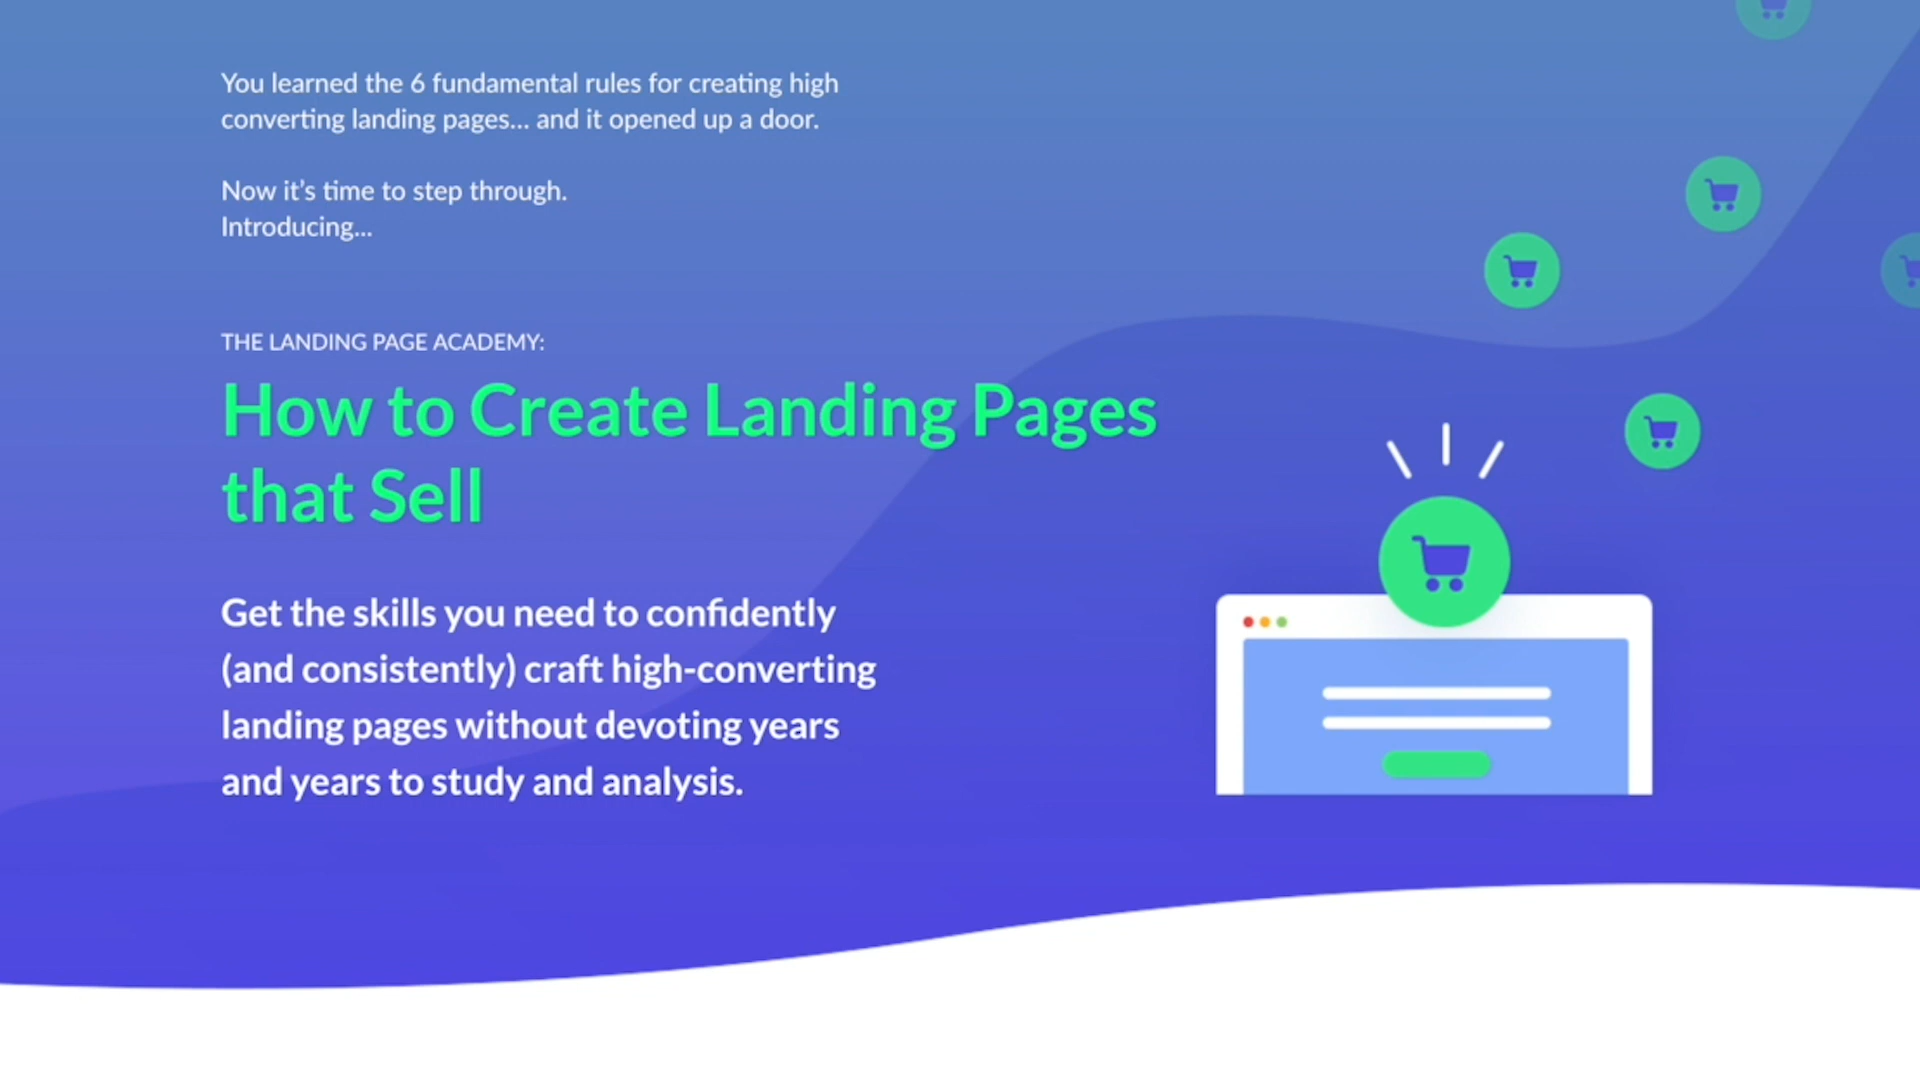 You learned the 6 fundamental rules for creating high
converting landing pages... and it opened up a door.
Now it's time to step through.
Introducing...
THE LANDING PAGE ACADEMY:
How to Create Landing Pages
that Sell
Get the skills you need to confidently
(and consistently) craft high-converting
landing pages without devoting years
and years to study and analysis.